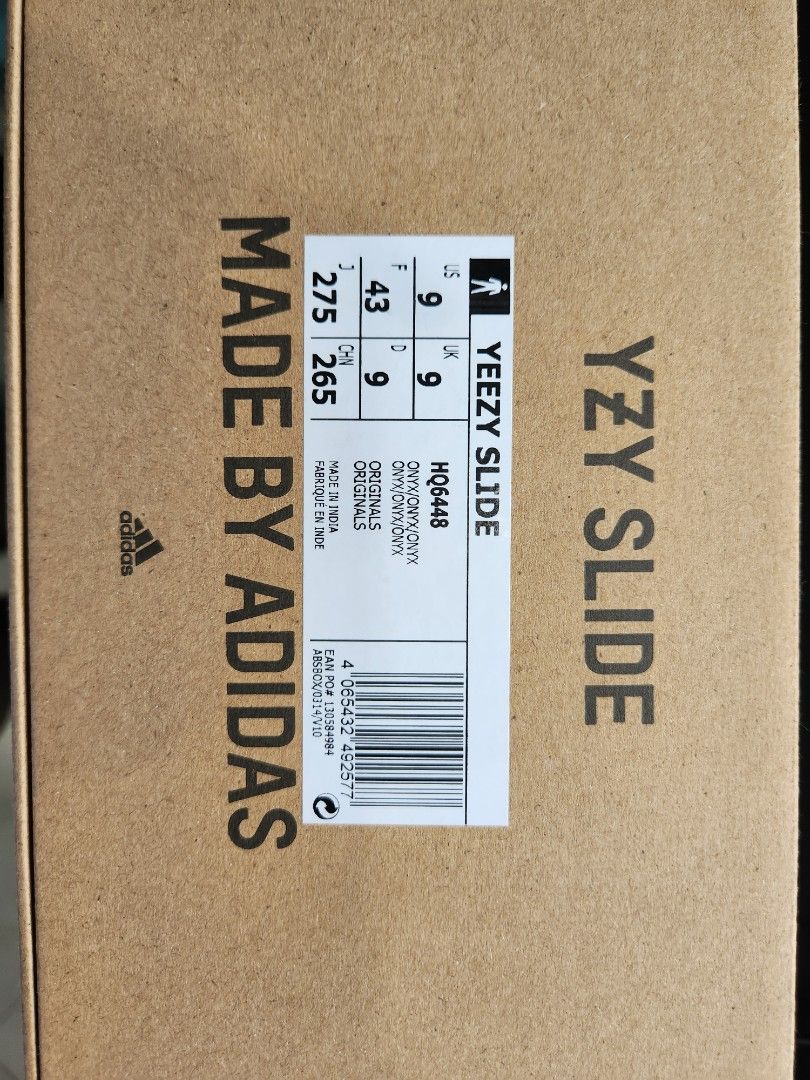 YZY SLIDE
YEEZY SLIDE
US
9
UK
9
F
43
D
9
J
275
CHN
265
HQ6448
ONYX/ONYX/ONYX
ONYX/ONYX/ONYX
ORIGINALS
ORIGINALS
MADE IN INDIA
FABRIQUÉ EN INDE
4 065432 492577
EAN PO# 130584984
ABSBOX/0314/V10
MADE BY ADIDAS
adidas